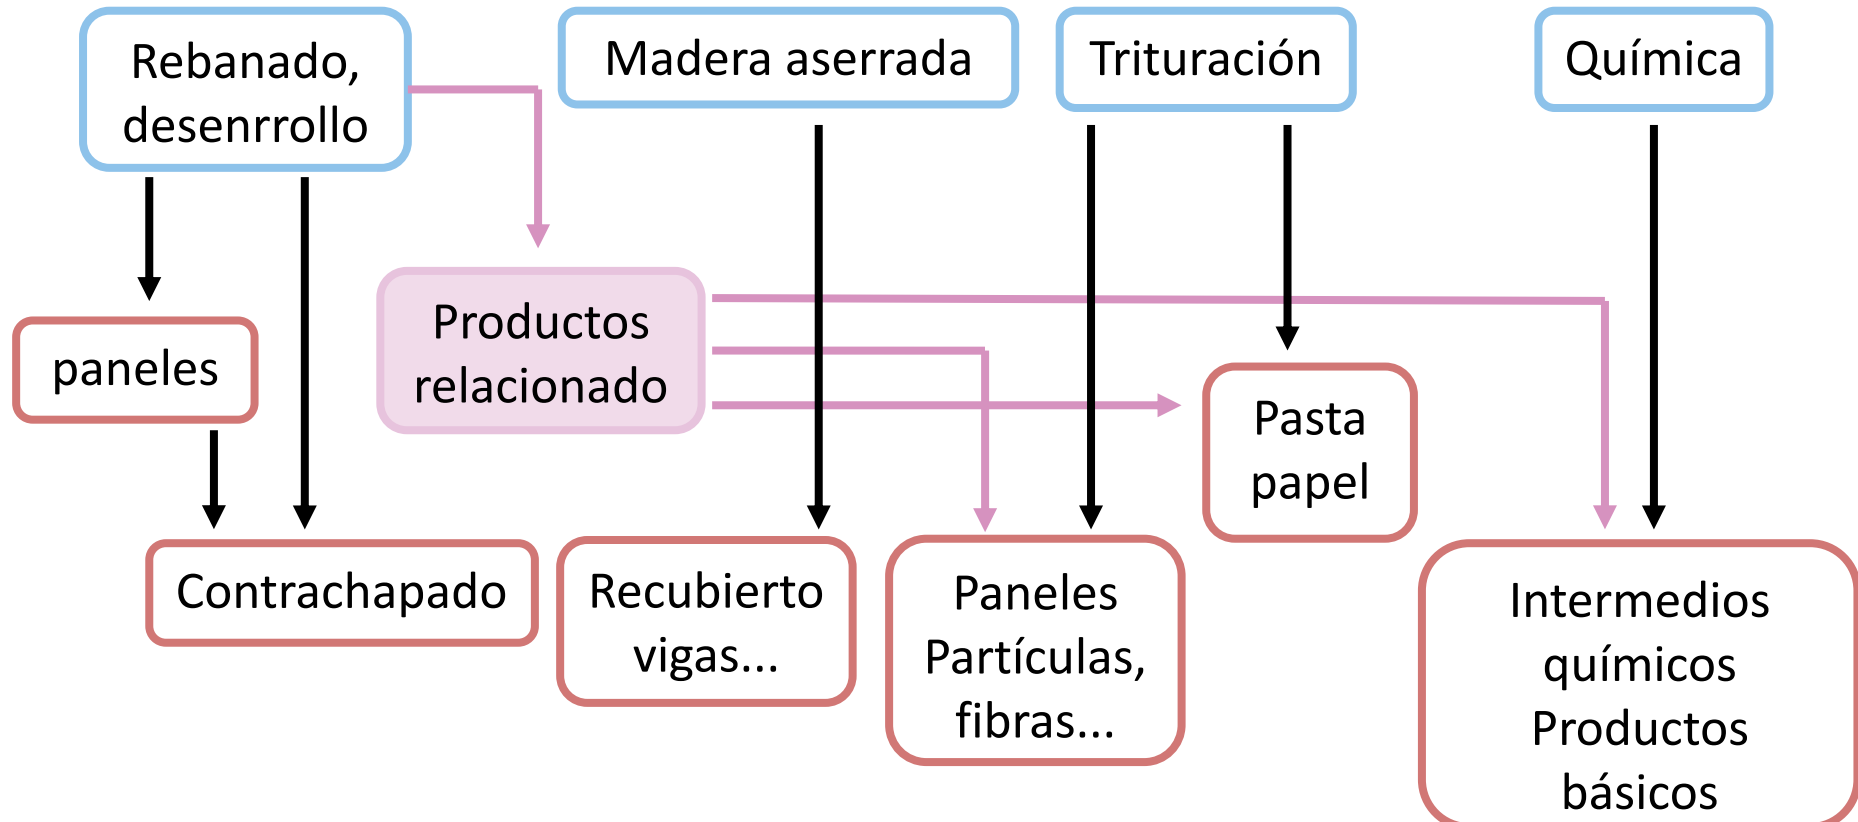 Rebanado,
desenrrollo
Madera aserrada
Trituración
Química
Productos
relacionado
paneles
Pasta
papel
Contrachapado
Recubierto
vigas...
Paneles
Partículas,
fibras...
Intermedios
químicos
Productos
básicos